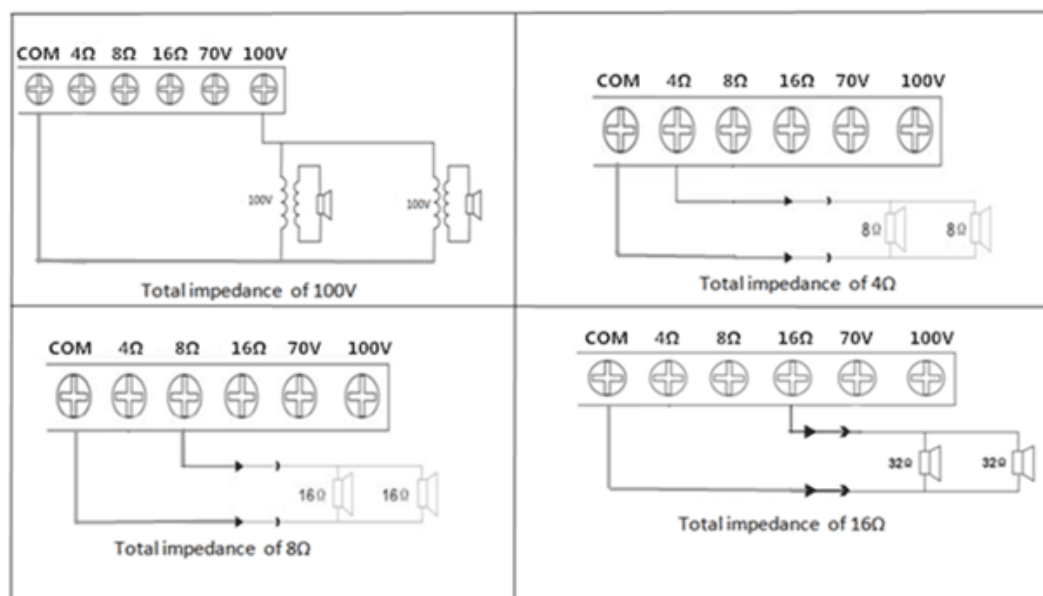 COM 4Ω 8Ω 16Ω 70V 100V
100V 100V
Total impedance of 100V
COM 4Ω 8Ω 16Ω 70V 100V
8Ω 8Ω
Total impedance of 4Ω
COM 4Ω 8Ω 16Ω 70V 100V
16Ω 16Ω
Total impedance of 8Ω
COM 4Ω 8Ω 16Ω 70V 100V
32Ω 32Ω
Total impedance of 16Ω